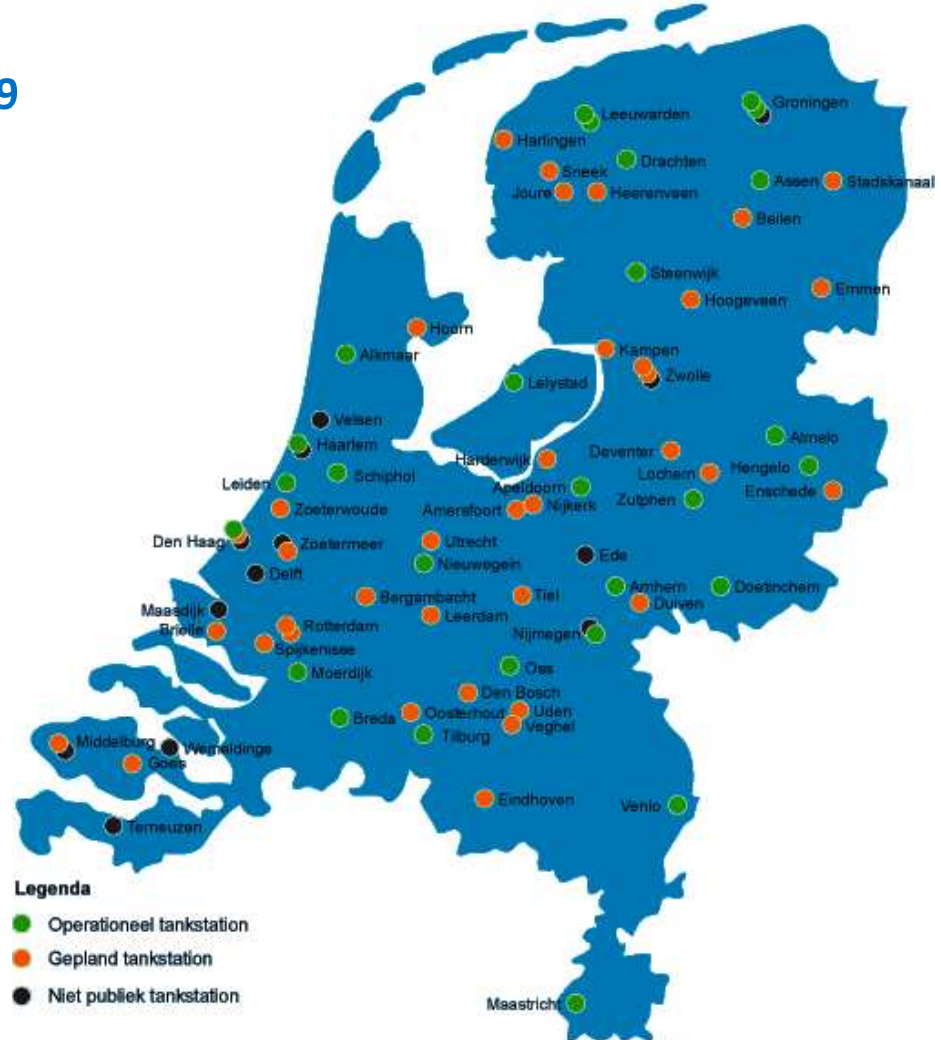 9
Groningen
Leeuwarden
Harlingen
Drachten
Sneek
Assen
Stadskanaal
Joure
Heerenveen
Beilen
Steenwijk
Emmen
Hoogeveen
Hoorn
Kampen
Alkmaar
Zwolle
Lelystad
Velsen
Almelo
Haarlem
Deventer
Harderwijk
Hengelo
Lochem
Schiphol
Leiden
Apeldoorn
Enschede
Zutphen
Nijkerk
Zoeterwoude
Amersfoort
Den Haag
Zoetermeer
Utrecht
Ede
Nieuwegein
Delft
Arnhem
Doetinchem
Bergambacht
Tiel
Duiven
Maasdijk
Leerdam
Rotterdam
Brielle
Nijmegen
Spijkenisse
Oss
Moerdijk
Den Bosch
Uden
Oosterhout
Breda
Veghel
Tilburg
Middelburg
Wemeldinge
Goes
Eindhoven
Venlo
Terneuzen
Legenda
Operationeel tankstation
Gepland tankstation
Niet publiek tankstation
Maastricht